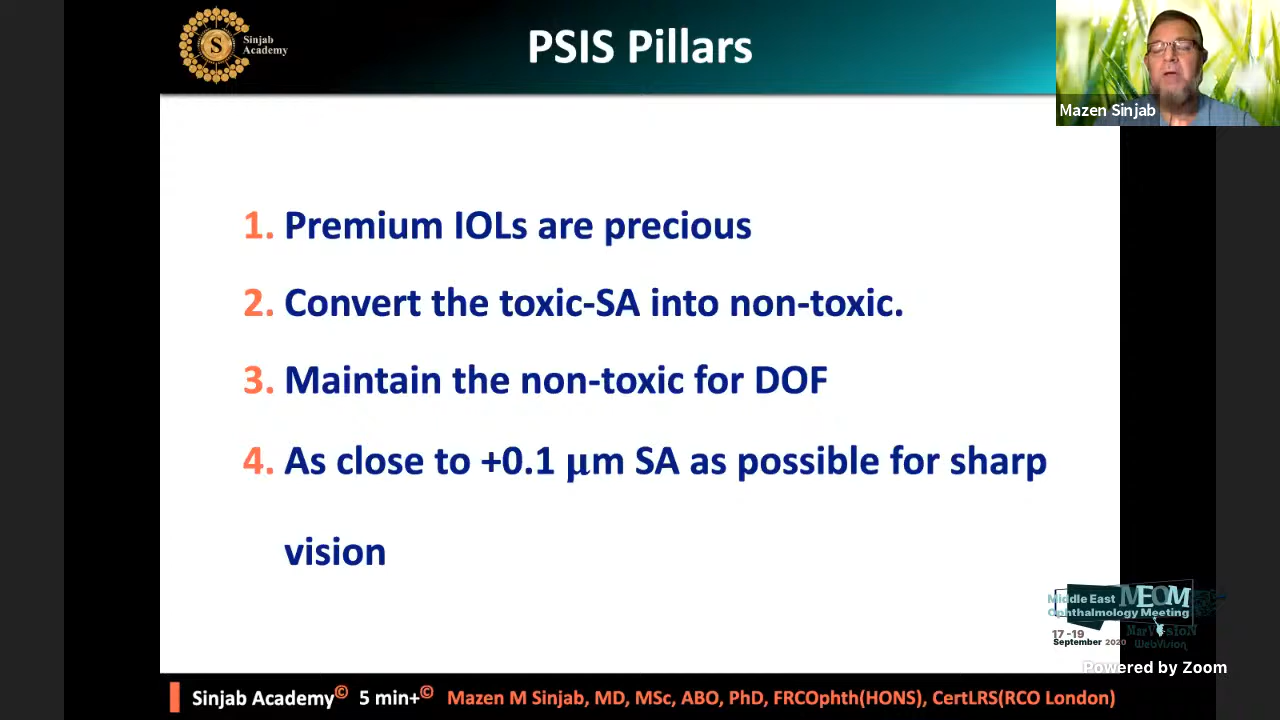 Sinjab
Academy
S
PSIS Pillars
Mazen Sinjab
1. Premium IOLs are precious
2. Convert the toxic-SA into non-toxic.
3. Maintain the non-toxic for DOF
4. As close to +0.1 µm SA as possible for sharp
vision
Middle East MEOM
Ophthalmology Meeting
17-19
September 2020
WebVision
Powered by Zoom
Sinjab Academy© 5 min+© Mazen M Sinjab, MD, MSc, ABO, PhD, FRCOphth(HONS), CertLRS(RCO London)